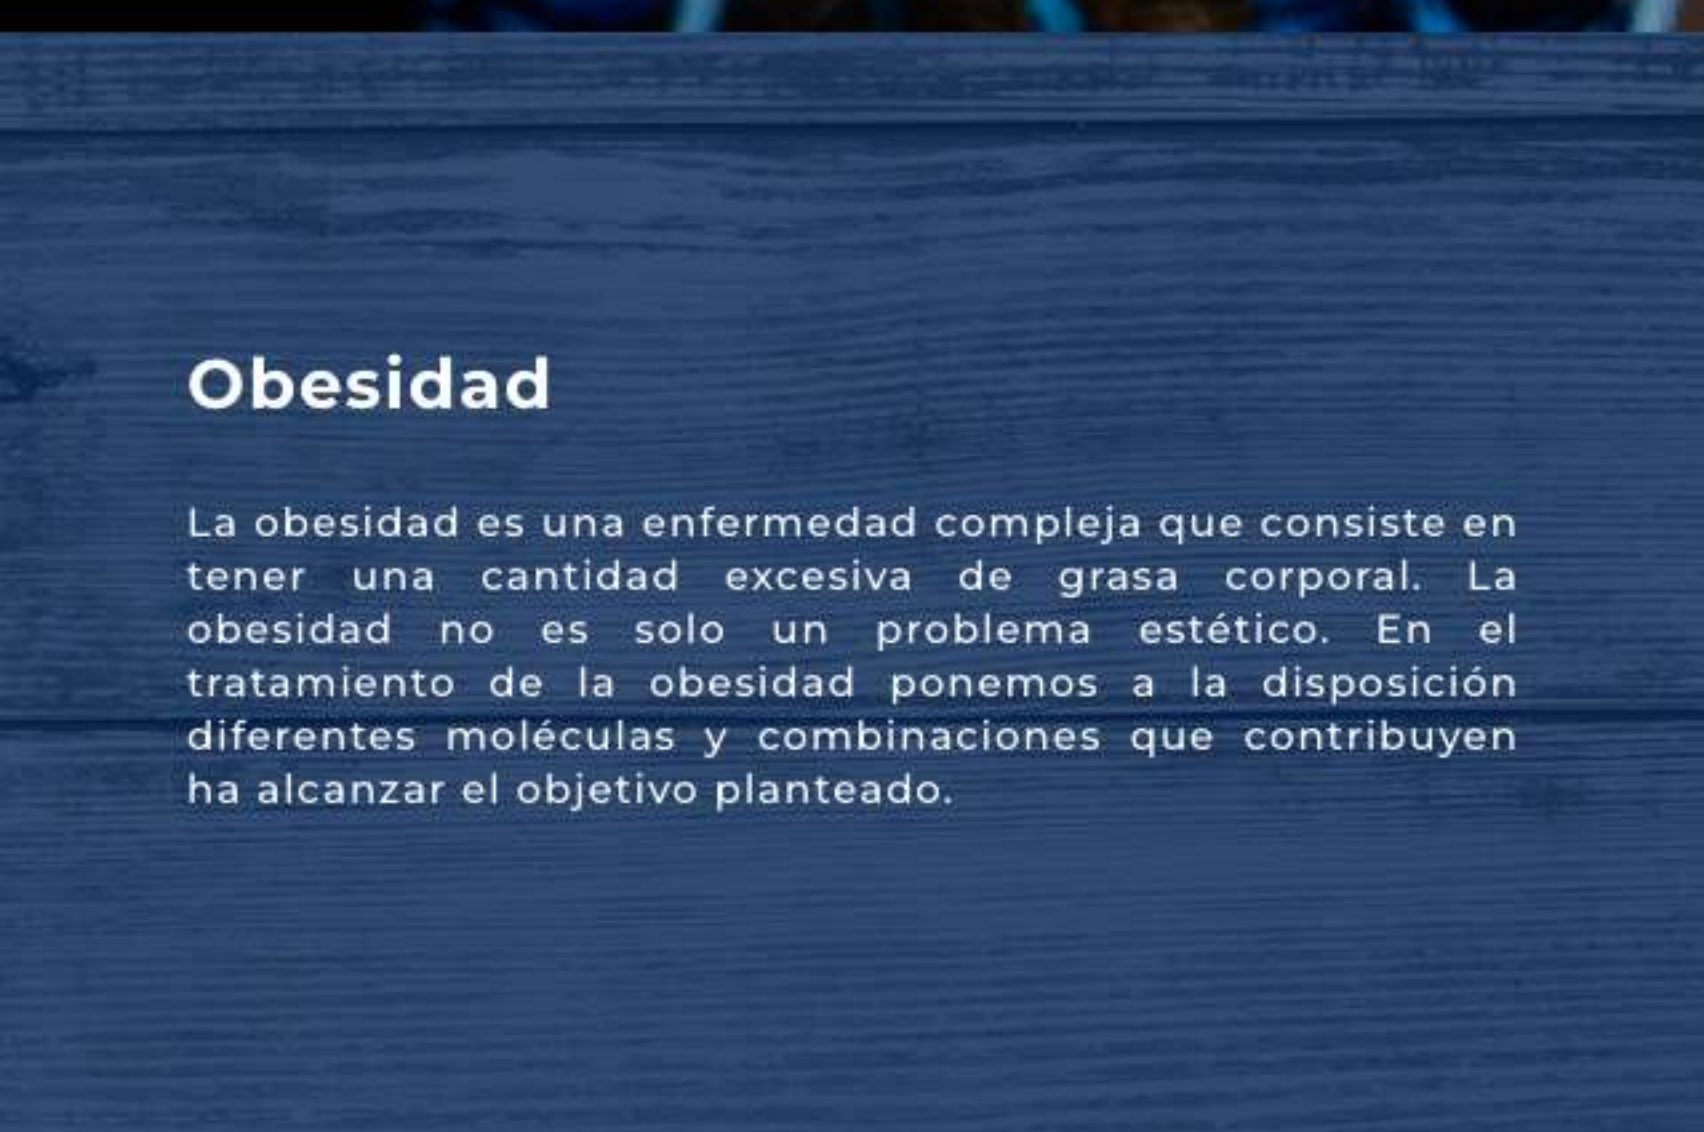 Obesidad
La obesidad es una enfermedad compleja que consiste en
tener una cantidad excesiva de grasa corporal. La
obesidad no es solo un problema estético. En el
tratamiento de la obesidad ponemos a la disposición
diferentes moléculas y combinaciones que contribuyen
ha alcanzar el objetivo planteado.